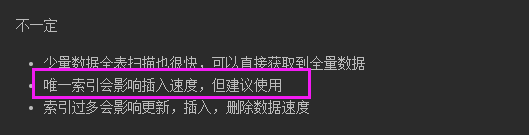 不一定
少量数据全表扫描也很快，可以直接获取到全量数据
唯一索引会影响插入速度，但建议使用
索引过多会影响更新，插入，删除数据速度